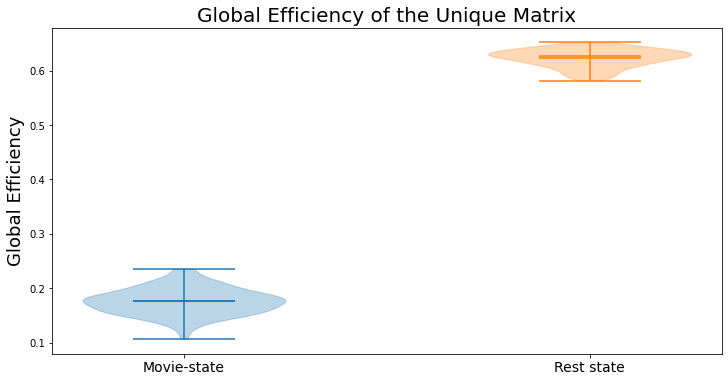 Global Efficiency of the Unique Matrix
Global Efficiency
0.6
0.5
0.4
0.3
0.2
0.1
Movie-state
Rest state